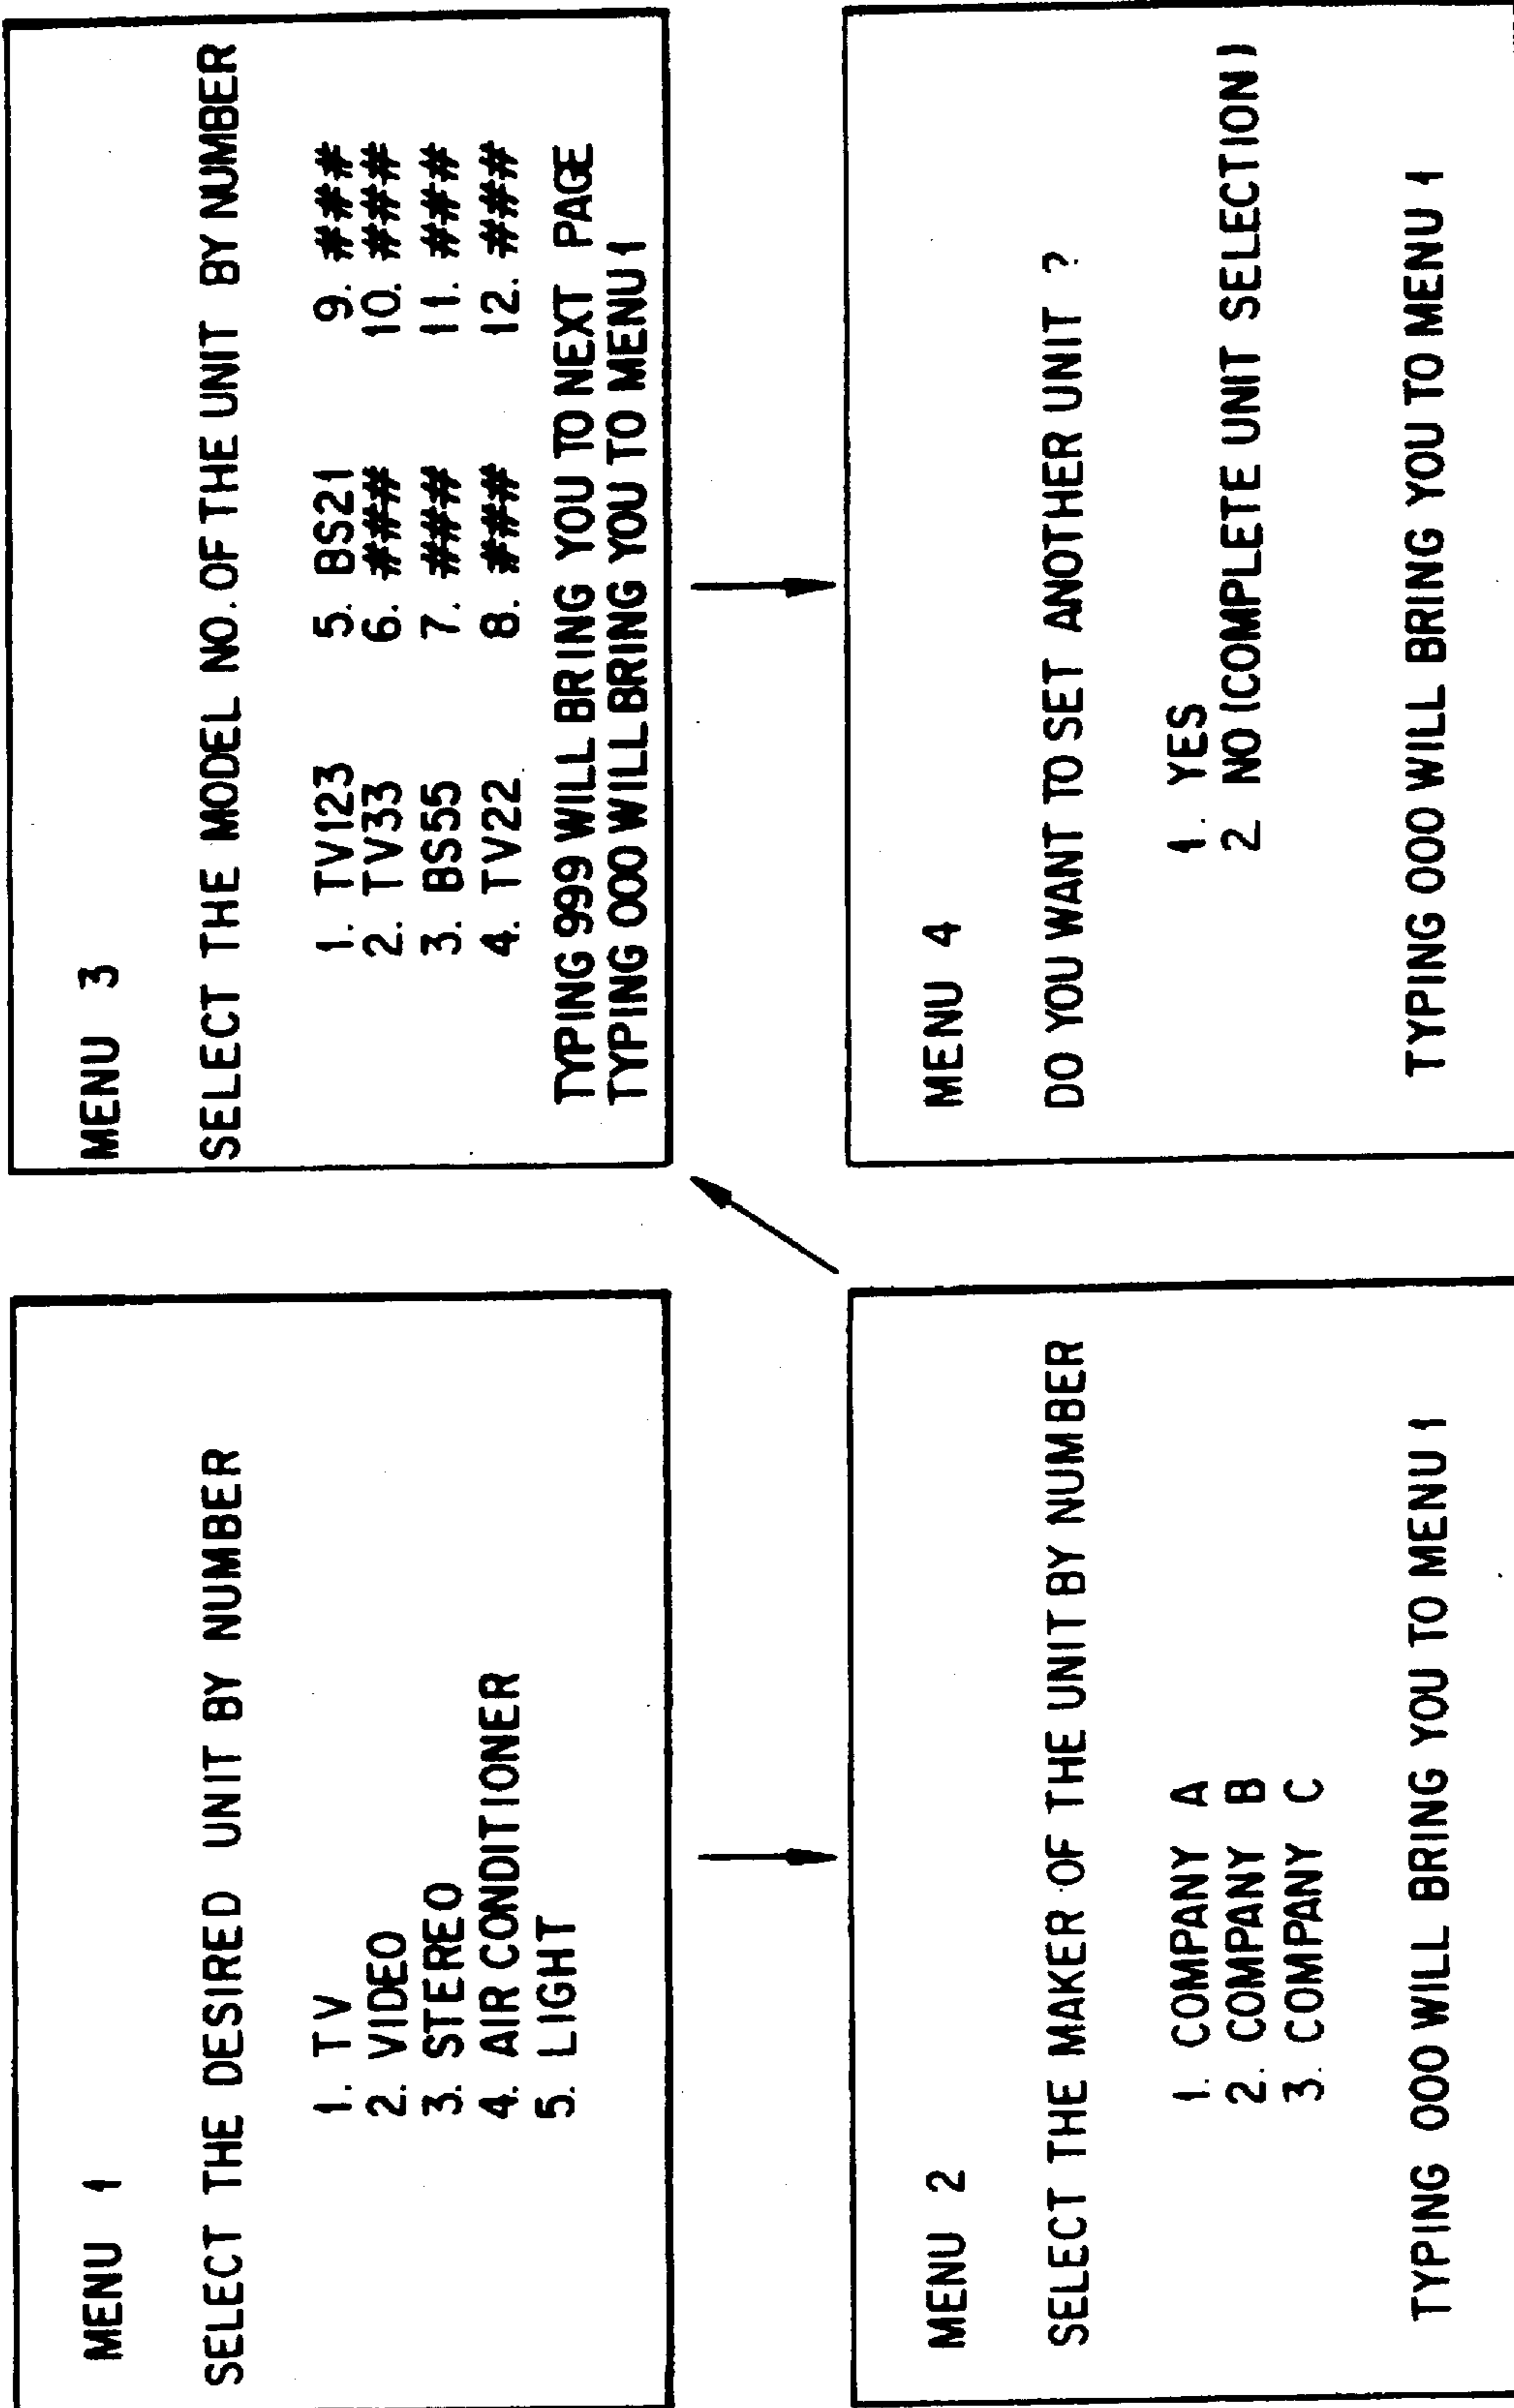 MENU 1
SELECT THE DESIRED UNIT BY NUMBER
1. TV
2. VIDEO
3. STEREO
4. AIR CONDITIONER
5. LIGHT
MENU 2
SELECT THE MAKER OF THE UNIT BY NUMBER
1. COMPANY A
2. COMPANY B
3. COMPANY C
TYPING 000 WILL BRING YOU TO MENU 1
MENU 3
SELECT THE MODEL NO. OF THE UNIT BY NUMBER
1. TV123 5. BS21 9. ###
2. TV33 6. ### 10. ###
3. BS55 7. ### 11. ###
4. TV22 8. ### 12. ###
TYPING 999 WILL BRING YOU TO NEXT PAGE
TYPING 000 WILL BRING YOU TO MENU 1
MENU 4
DO YOU WANT TO SET ANOTHER UNIT ?
1. YES
2. NO (COMPLETE UNIT SELECTION)
TYPING 000 WILL BRING YOU TO MENU 1